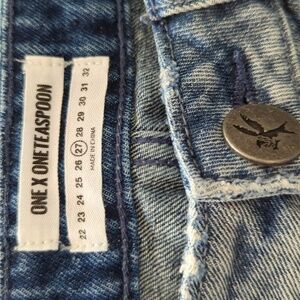 ONE X ONETEASPOON
22 23 24 25 26 27 28 29 30 31 32
MADE IN CHINA